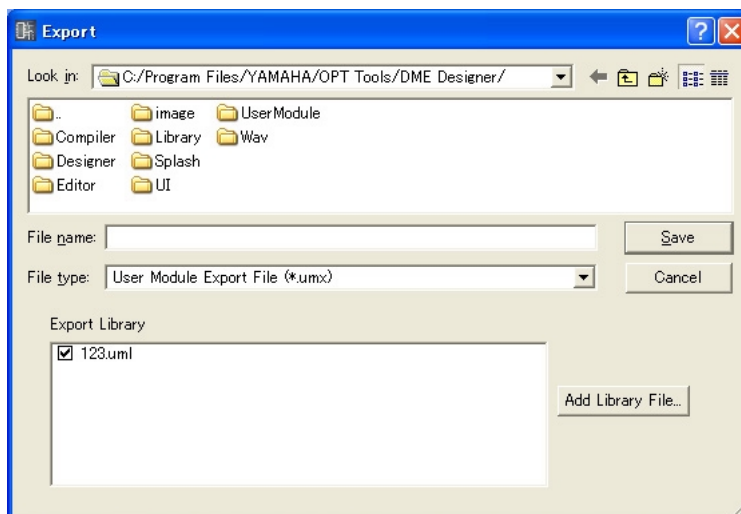 Export
Look in: C:/Program Files/YAMAHA/OPT Tools/DME Designer/
.. image UserModule
Compiler Library Wav
Designer Splash
Editor UI
File name: Save
File type: User Module Export File (*.umx) Cancel
Export Library
123.uml
Add Library File...